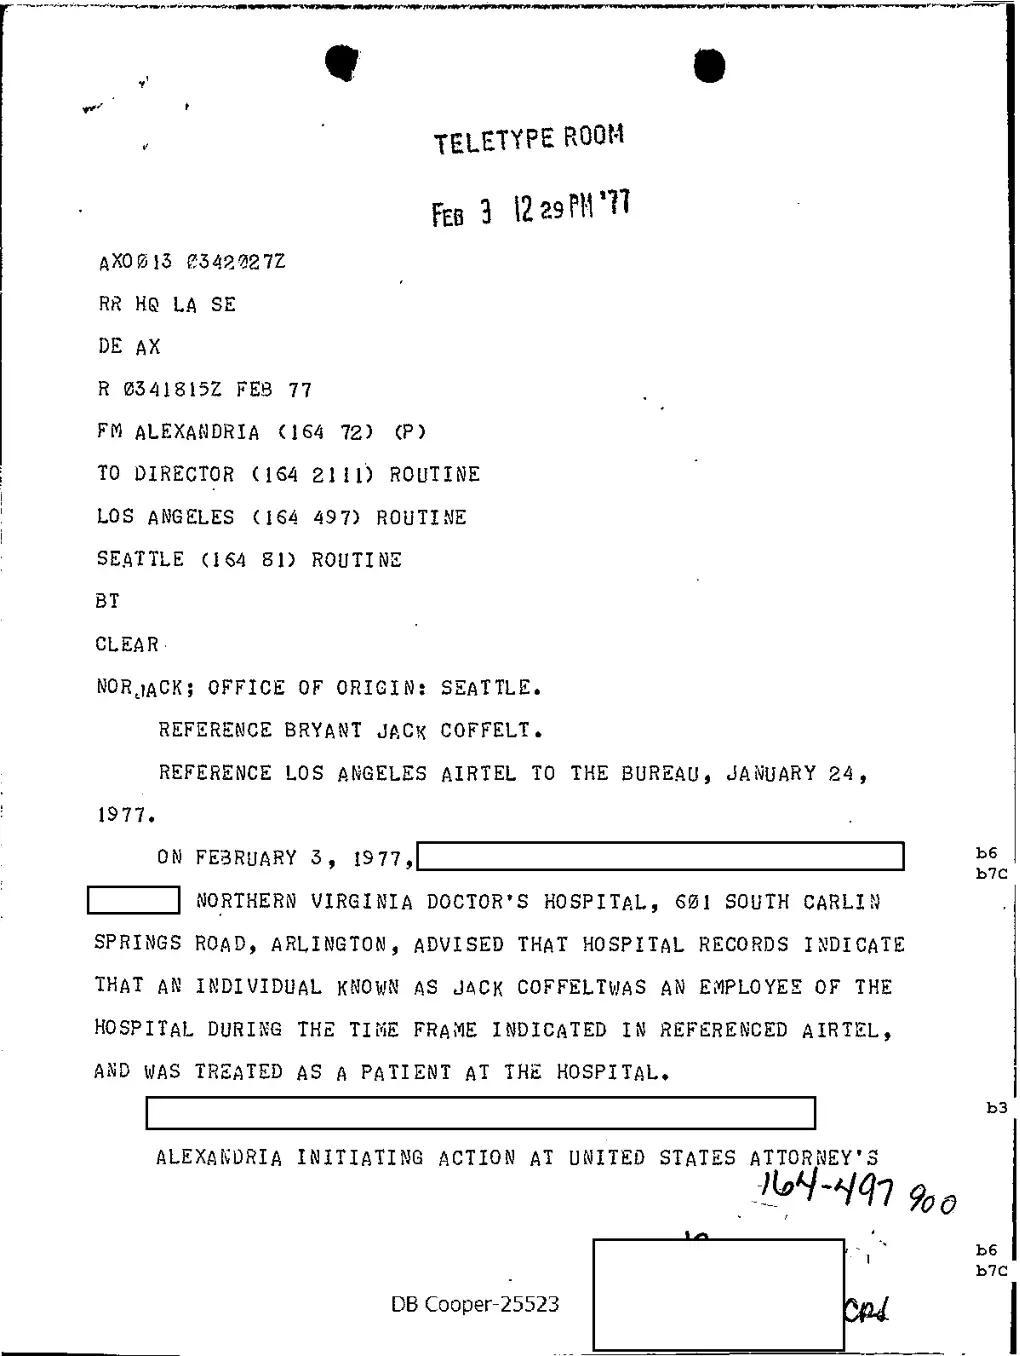 TELETYPE ROOM
FEB 3 12 29 PM '77
AXO013 0342027Z
RR HQ LA SE
DE AX
R 0341815Z FEB 77
FM ALEXANDRIA (164 72) (P)
TO DIRECTOR (164 2111) ROUTINE
LOS ANGELES (164 497) ROUTINE
SEATTLE (164 81) ROUTINE
BT
CLEAR
NORJACK; OFFICE OF ORIGIN: SEATTLE.
REFERENCE BRYANT JACK COFFELT.
REFERENCE LOS ANGELES AIRTEL TO THE BUREAU, JANUARY 24,
1977.
ON FEBRUARY 3, 1977,
b6
b7C
NORTHERN VIRGINIA DOCTOR'S HOSPITAL, 601 SOUTH CARLIN
SPRINGS ROAD, ARLINGTON, ADVISED THAT HOSPITAL RECORDS INDICATE
THAT AN INDIVIDUAL KNOWN AS JACK COFFELTWAS AN EMPLOYEE OF THE
HOSPITAL DURING THE TIME FRAME INDICATED IN REFERENCED AIRTEL,
AND WAS TREATED AS A PATIENT AT THE HOSPITAL.
b3
ALEXANDRIA INITIATING ACTION AT UNITED STATES ATTORNEY'S
164-497 900
b6
b7C
DB Cooper-25523